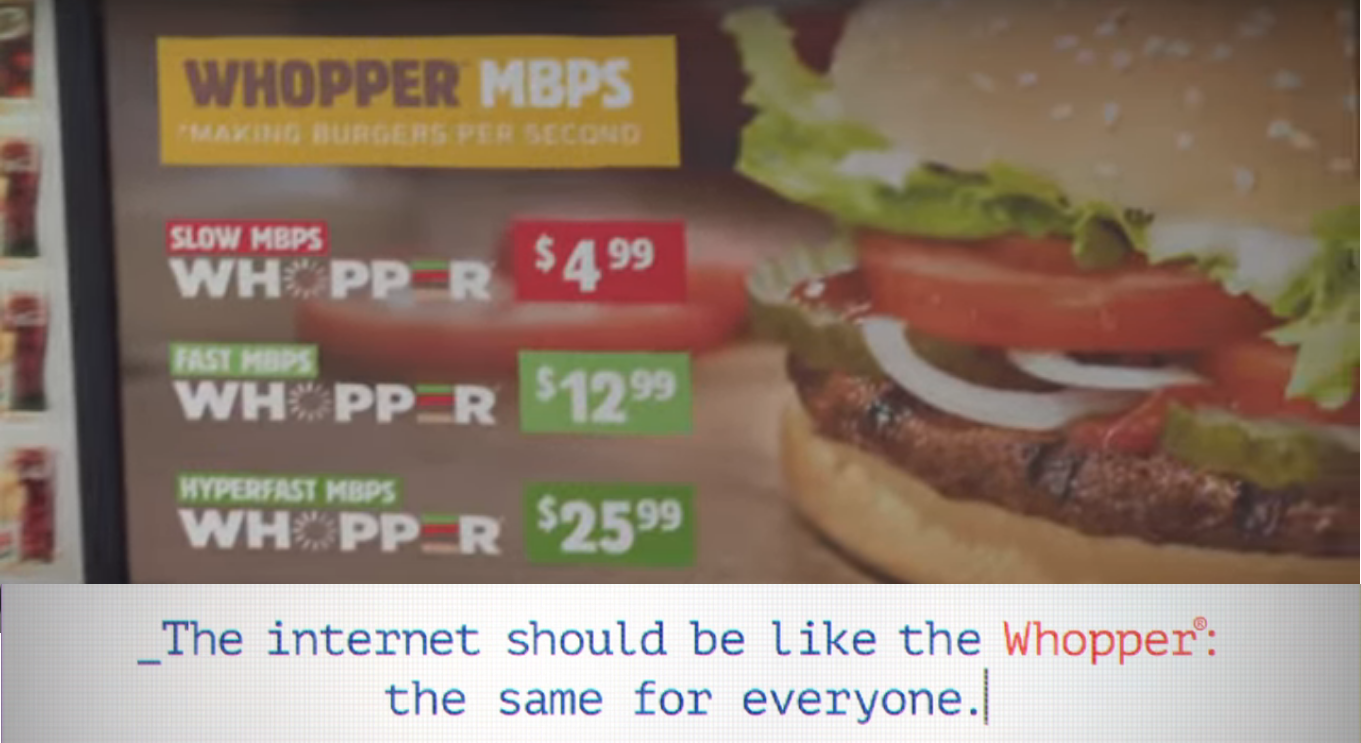 WHOPPER™ MBPS
*MAKING BURGERS PER SECOND
SLOW MBPS
WHOPPER $4.99
FAST MBPS
WHOPPER $12.99
HYPERFAST MBPS
WHOPPER $25.99
_The internet should be like the Whopper®:
the same for everyone.